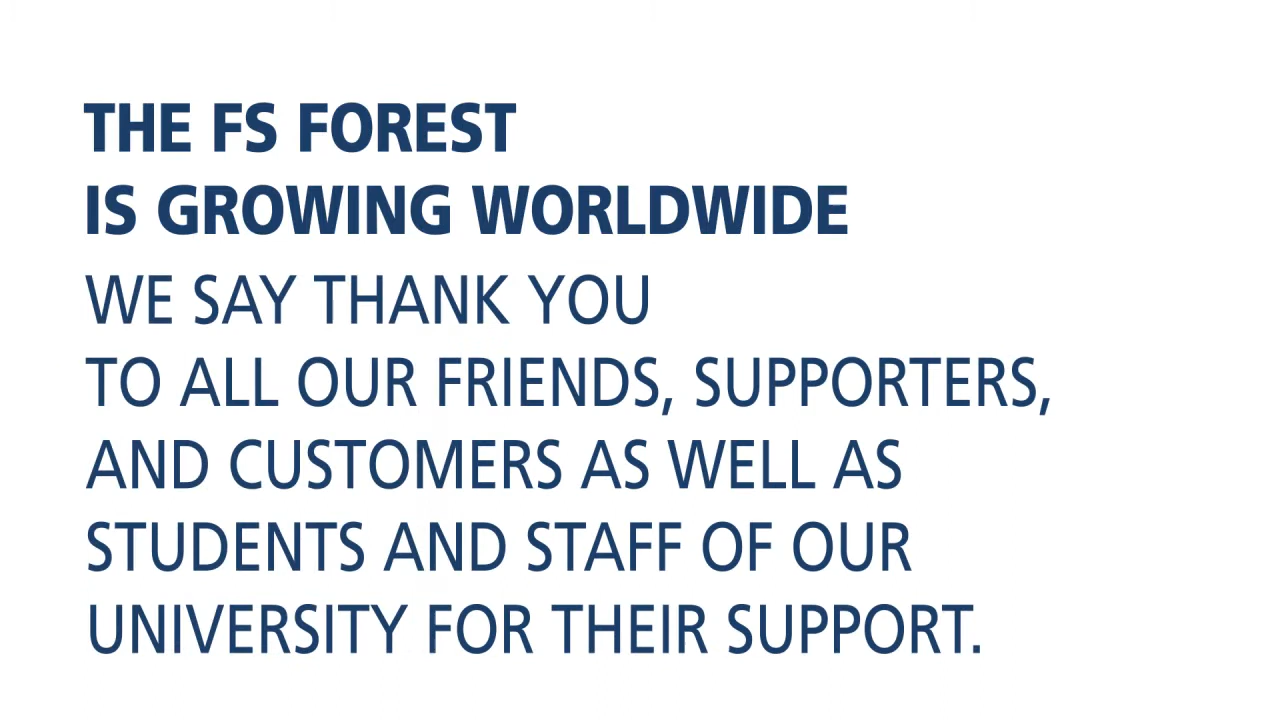 THE FS FOREST
IS GROWING WORLDWIDE
WE SAY THANK YOU
TO ALL OUR FRIENDS, SUPPORTERS,
AND CUSTOMERS AS WELL AS
STUDENTS AND STAFF OF OUR
UNIVERSITY FOR THEIR SUPPORT.